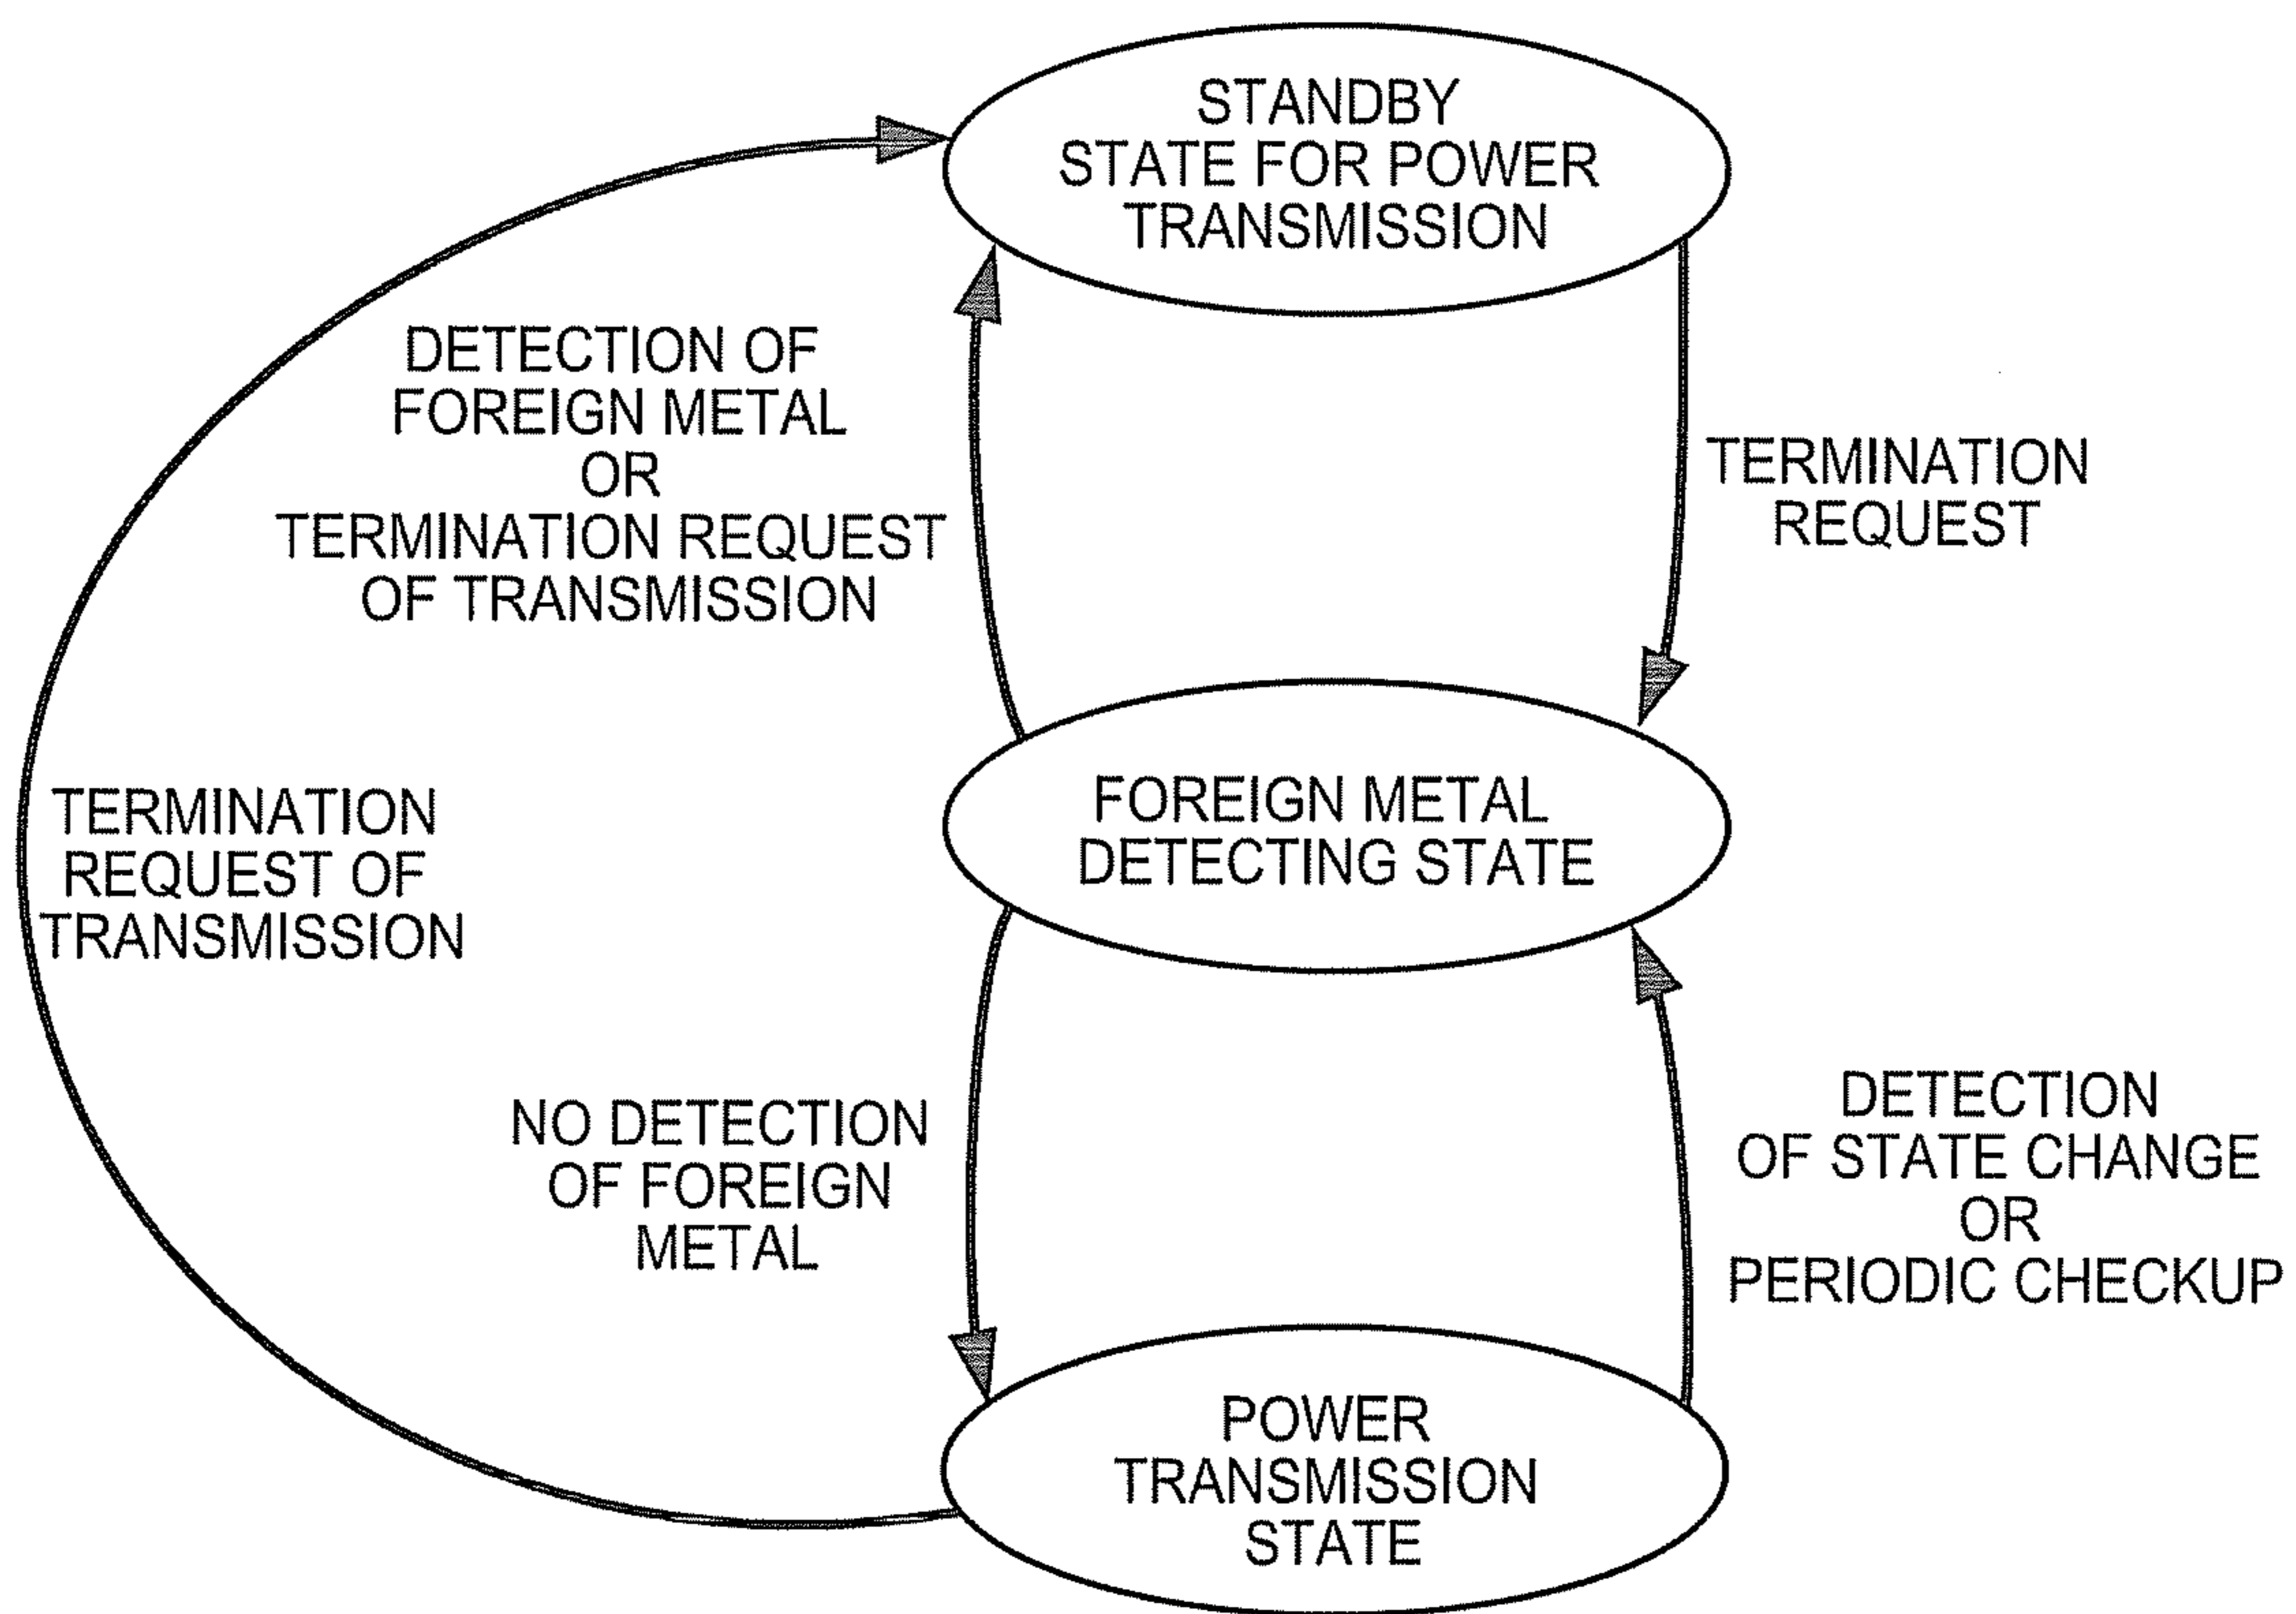 STANDBY
STATE FOR POWER
TRANSMISSION
DETECTION OF
FOREIGN METAL
OR
TERMINATION REQUEST
OF TRANSMISSION
TERMINATION
REQUEST
FOREIGN METAL
DETECTING STATE
TERMINATION
REQUEST OF
TRANSMISSION
NO DETECTION
OF FOREIGN
METAL
DETECTION
OF STATE CHANGE
OR
PERIODIC CHECKUP
POWER
TRANSMISSION
STATE